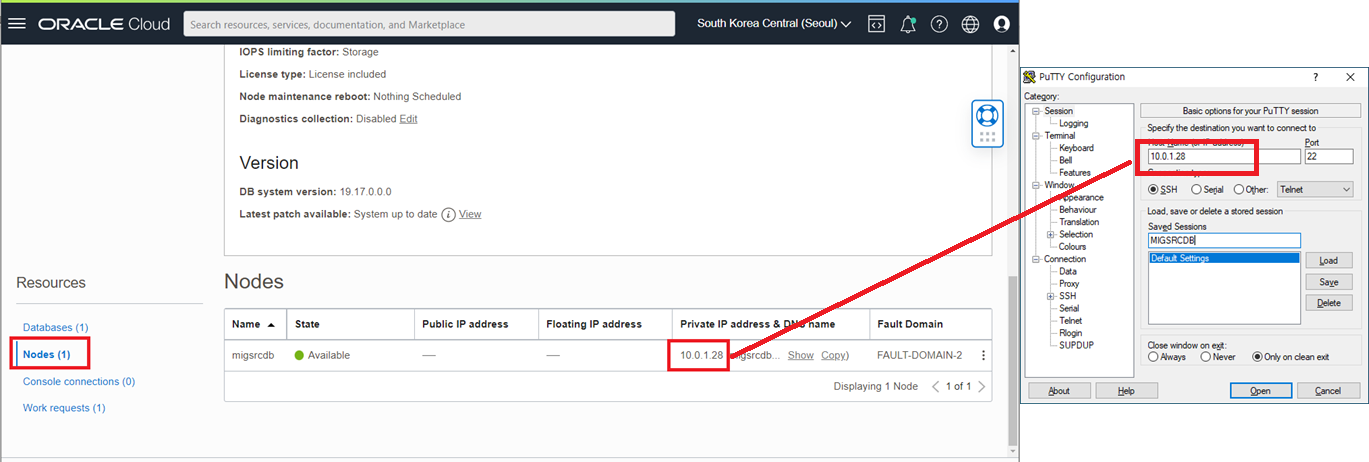 ORACLE Cloud
Search resources, services, documentation, and Marketplace
South Korea Central (Seoul)
IOPS limiting factor: Storage
License type: License included
Node maintenance reboot: Nothing Scheduled
Diagnostics collection: Disabled Edit
Version
DB system version: 19.17.0.0.0
Latest patch available: System up to date i View
Resources
Databases (1)
Nodes (1)
Console connections (0)
Work requests (1)
Nodes
Name State Public IP address Floating IP address Private IP address & DNS name Fault Domain
migsrcdb Available — — 10.0.1.28 Show Copy) FAULT-DOMAIN-2
Displaying 1 Node 1 of 1
PuTTY Configuration ?
Category:
Session
Logging
Terminal
Keyboard
Bell
Features
Window
Appearance
Behaviour
Translation
Selection
Colours
Connection
Data
Proxy
SSH
Serial
Telnet
Rlogin
SUPDUP
Basic options for your PuTTY session
Specify the destination you want to connect to
Port
10.0.1.28 22
SSH Serial Other: Telnet
Load, save or delete a stored session
Saved Sessions
MIGSRCDB
Default Settings
Load
Save
Delete
Close window on exit:
Always Never Only on clean exit
About Help Open Cancel